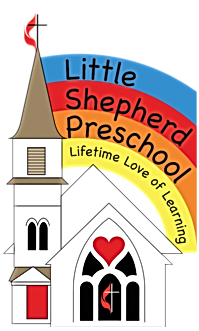 Little
Shepherd
Preschool
Lifetime Love of Learning